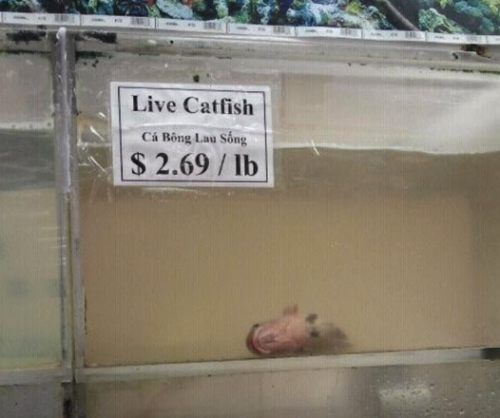 Live Catfish
Cá Bông Lau Sống
$ 2.69 / lb